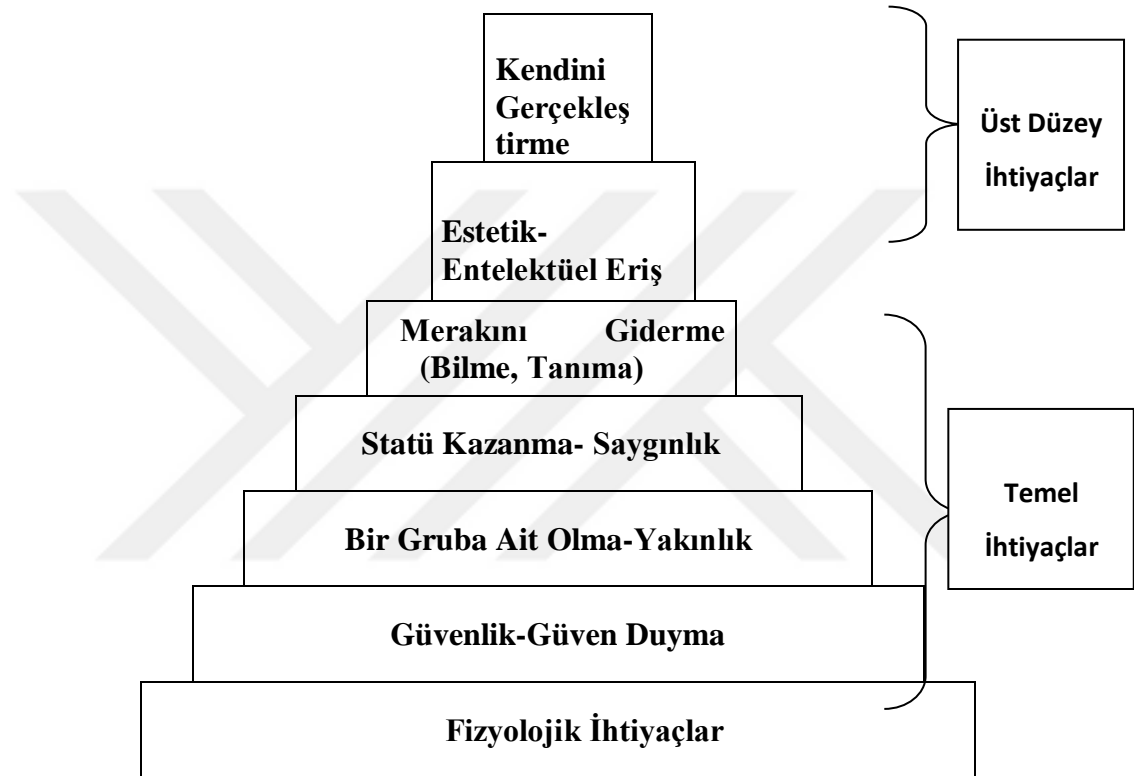 Kendini
Gerçekleş
tirme
Üst Düzey
İhtiyaçlar
Estetik-
Entelektüel Eriş
Merakını Giderme
(Bilme, Tanıma)
Statü Kazanma- Saygınlık
Temel
İhtiyaçlar
Bir Gruba Ait Olma-Yakınlık
Güvenlik-Güven Duyma
Fizyolojik İhtiyaçlar